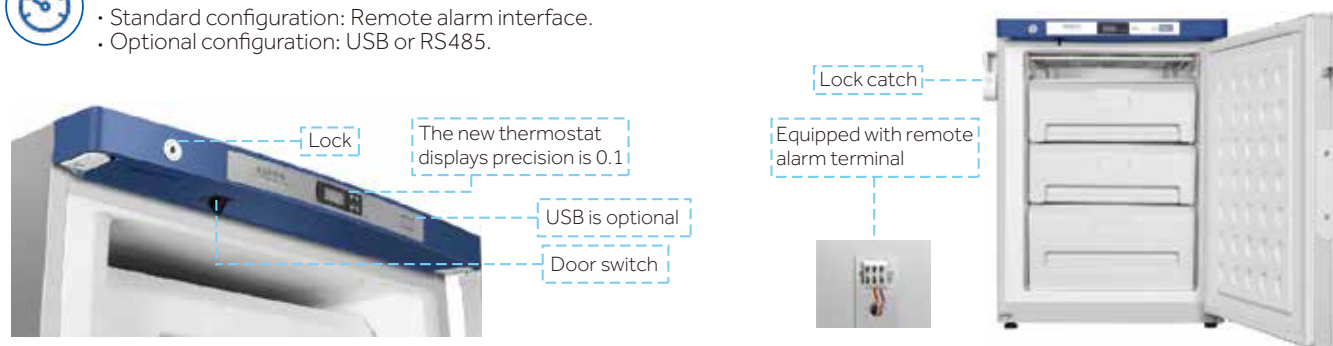 • Standard configuration: Remote alarm interface.
• Optional configuration: USB or RS485.
Lock
The new thermostat
displays precision is 0.1
USB is optional
Door switch
Lock catch
Equipped with remote
alarm terminal